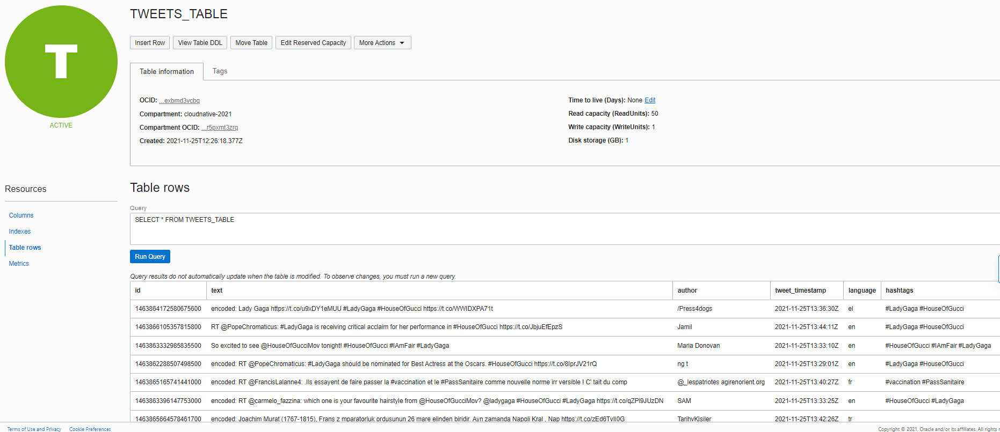 T
ACTIVE
TWEETS_TABLE
Insert Row View Table DDL Move Table Edit Reserved Capacity More Actions
Table information Tags
OCID: ...exbmd3vcbq
Compartment: cloudnative-2021
Compartment OCID: ...r5pxmt3zrq
Created: 2021-11-25T12:26:18.377Z
Time to live (Days): None Edit
Read capacity (ReadUnits): 50
Write capacity (WriteUnits): 1
Disk storage (GB): 1
Resources
Columns
Indexes
Table rows
Metrics
Table rows
Query
SELECT * FROM TWEETS_TABLE
Run Query
Query results do not automatically update when the table is modified. To observe changes, you must run a new query.
id text author tweet_timestamp language hashtags
1463864172580675600 encoded: Lady Gaga https://t.co/u9xDY1eMUU #LadyGaga #HouseOfGucci https://t.co/WWIDXPA71t /Press4dogs 2021-11-25T13:36:30Z el #LadyGaga #HouseOfGucci
1463866105357815800 RT @PopeChromaticus: #LadyGaga is receiving critical acclaim for her performance in #HouseOfGucci https://t.co/JbjuEfEpzS Jamil 2021-11-25T13:44:11Z en #LadyGaga #HouseOfGucci
1463863332985835500 So excited to see @HouseOfGucciMov tonight! #HouseOfGucci #IAmFair #LadyGaga Maria Donovan 2021-11-25T13:33:10Z en #HouseOfGucci #IAmFair #LadyGaga
1463862288507498500 encoded: RT @PopeChromaticus: #LadyGaga should be nominated for Best Actress at the Oscars. #HouseOfGucci https://t.co/8IprJV21rQ ng t 2021-11-25T13:29:01Z en #LadyGaga #HouseOfGucci
1463865165741441000 encoded: RT @FrancisLalanne4: .Ils essayent de faire passer la #vaccination et le #PassSanitaire comme nouvelle norme irr versible ! C' tait du comp @_lespatriotes agirenorient.org 2021-11-25T13:40:27Z fr #vaccination #PassSanitaire
1463863396147753000 encoded: RT @carmelo_fazzina: which one is your favourite hairstyle from @HouseOfGucciMov? @ladygaga #HouseOfGucci #LadyGaga https://t.co/qZPl9JUzDN SAM 2021-11-25T13:33:25Z en #HouseOfGucci #LadyGaga
1463865664578461700 encoded: Joachim Murat (1767-1815), Frans z mparatorluk ordusunun 26 mare elinden biridir. Ayn zamanda Napoli Kral , Nap https://t.co/zEd6TvlI0G TarihyKisiler 2021-11-25T13:42:26Z tr
Terms of Use and Privacy Cookie Preferences Copyright © 2021, Oracle and/or its affiliates. All rights r